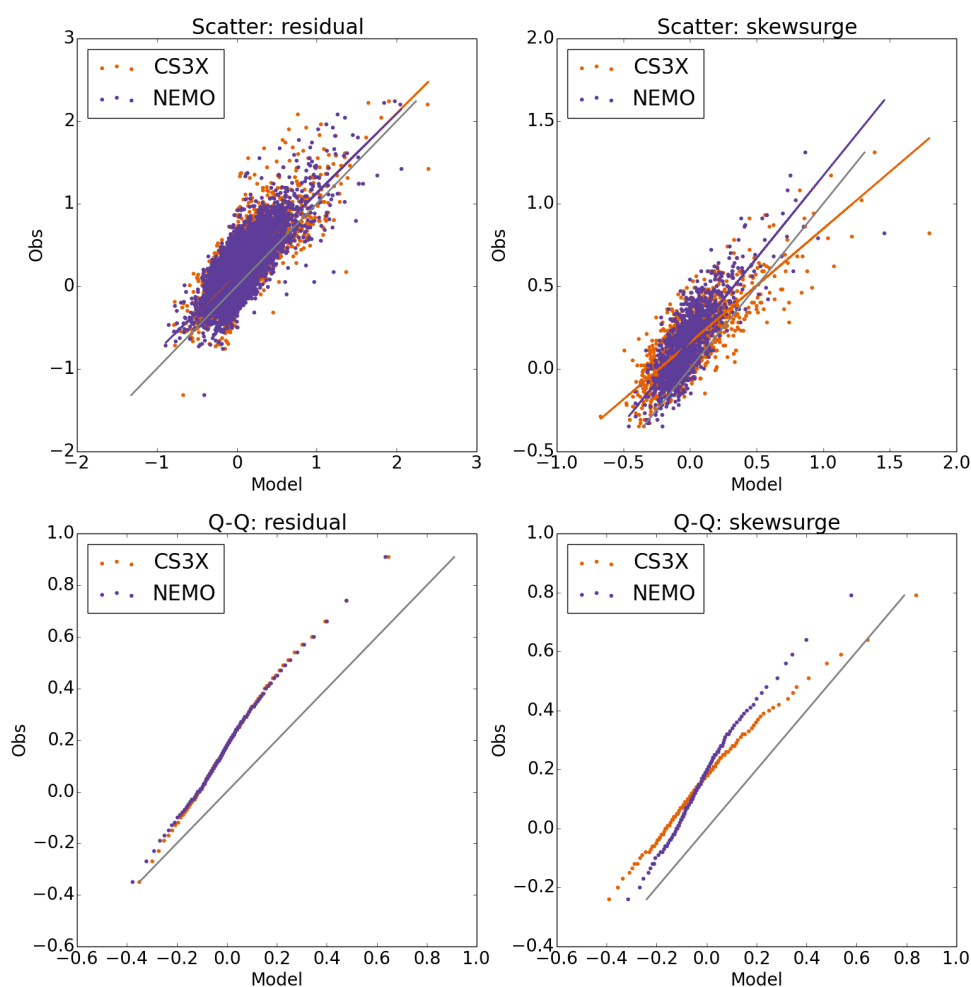 Scatter: residual
3
2
1
0
−1
−2
Obs
CS3X
NEMO
−2 −1 0 1 2 3
Model
Scatter: skewsurge
2.0
1.5
1.0
0.5
0.0
−0.5
Obs
CS3X
NEMO
−1.0 −0.5 0.0 0.5 1.0 1.5 2.0
Model
Q-Q: residual
1.0
0.8
0.6
0.4
0.2
0.0
−0.2
−0.4
−0.6
Obs
CS3X
NEMO
−0.6 −0.4 −0.2 0.0 0.2 0.4 0.6 0.8 1.0
Model
Q-Q: skewsurge
1.0
0.8
0.6
0.4
0.2
0.0
−0.2
−0.4
Obs
CS3X
NEMO
−0.6 −0.4 −0.2 0.0 0.2 0.4 0.6 0.8 1.0
Model